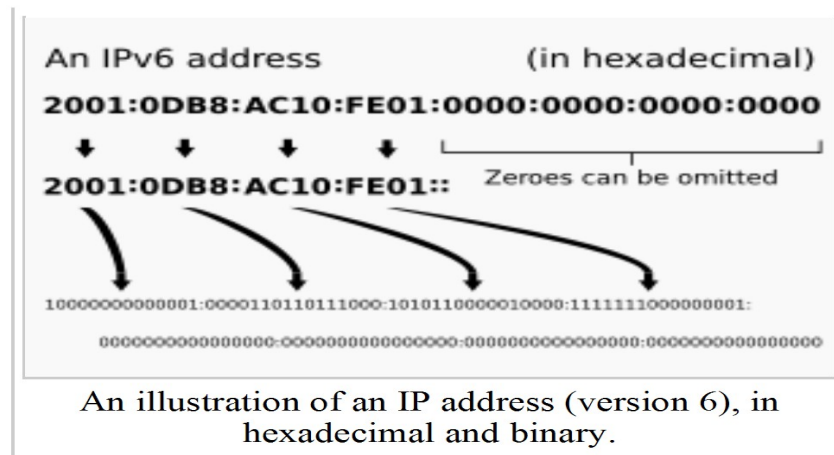 An IPv6 address (in hexadecimal)
2001:0DB8:AC10:FE01:0000:0000:0000:0000
2001:0DB8:AC10:FE01:: Zeroes can be omitted
10000000000001:0000110110111000:1010110000010000:1111111000000001:
0000000000000000:0000000000000000:0000000000000000:0000000000000000
An illustration of an IP address (version 6), in
hexadecimal and binary.